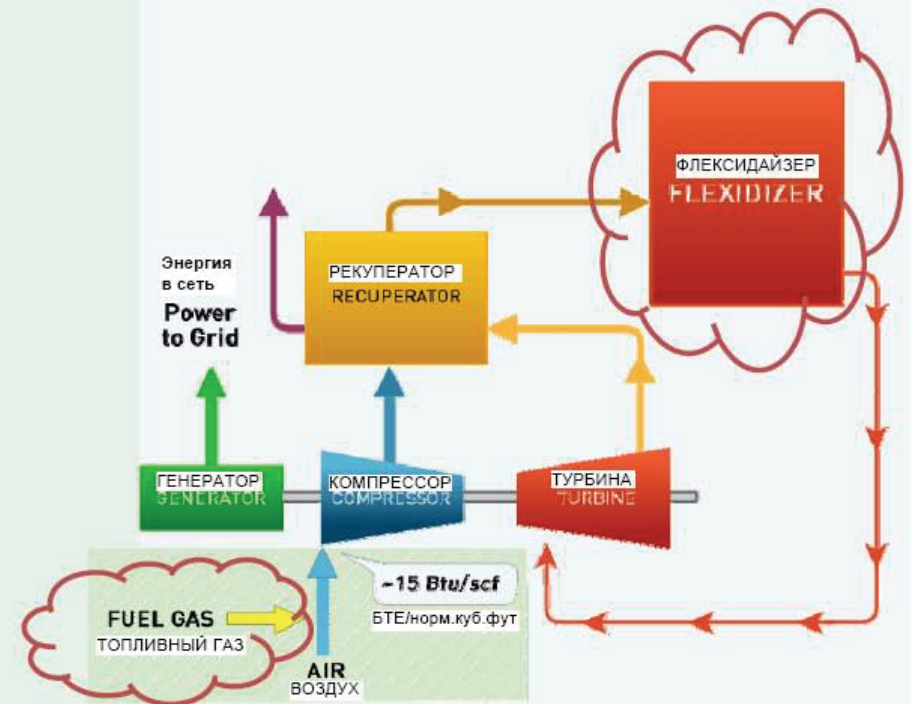 ФЛЕКСИДАЙЗЕР
FLEXIDIZER
РЕКУПЕРАТОР
RECUPERATOR
Энергия
в сеть
Power
to Grid
ГЕНЕРАТОР
GENERATOR
КОМПРЕССОР
COMPRESSOR
ТУРБИНА
TURBINE
~15 Btu/scf
БТЕ/норм.куб.фут
FUEL GAS
ТОПЛИВНЫЙ ГАЗ
AIR
ВОЗДУХ